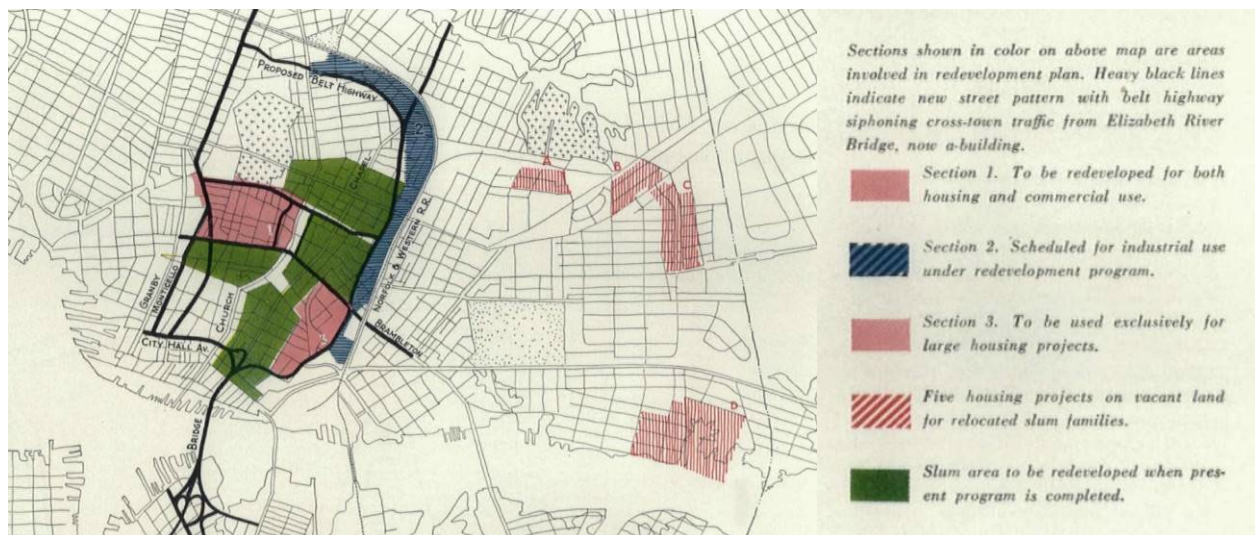 PROPOSED BELT HIGHWAY
2
CHAPEL
A
B
C
1
NORFOLK & WESTERN R.R.
GRANBY
MONTICELLO
CHURCH
3
BRAMBLETON
CITY HALL AV.
BRIDGE
D
Sections shown in color on above map are areas
involved in redevelopment plan. Heavy black lines
indicate new street pattern with belt highway
siphoning cross-town traffic from Elizabeth River
Bridge, now a-building.
Section 1. To be redeveloped for both
housing and commercial use.
Section 2. Scheduled for industrial use
under redevelopment program.
Section 3. To be used exclusively for
large housing projects.
Five housing projects on vacant land
for relocated slum families.
Slum area to be redeveloped when pres-
ent program is completed.